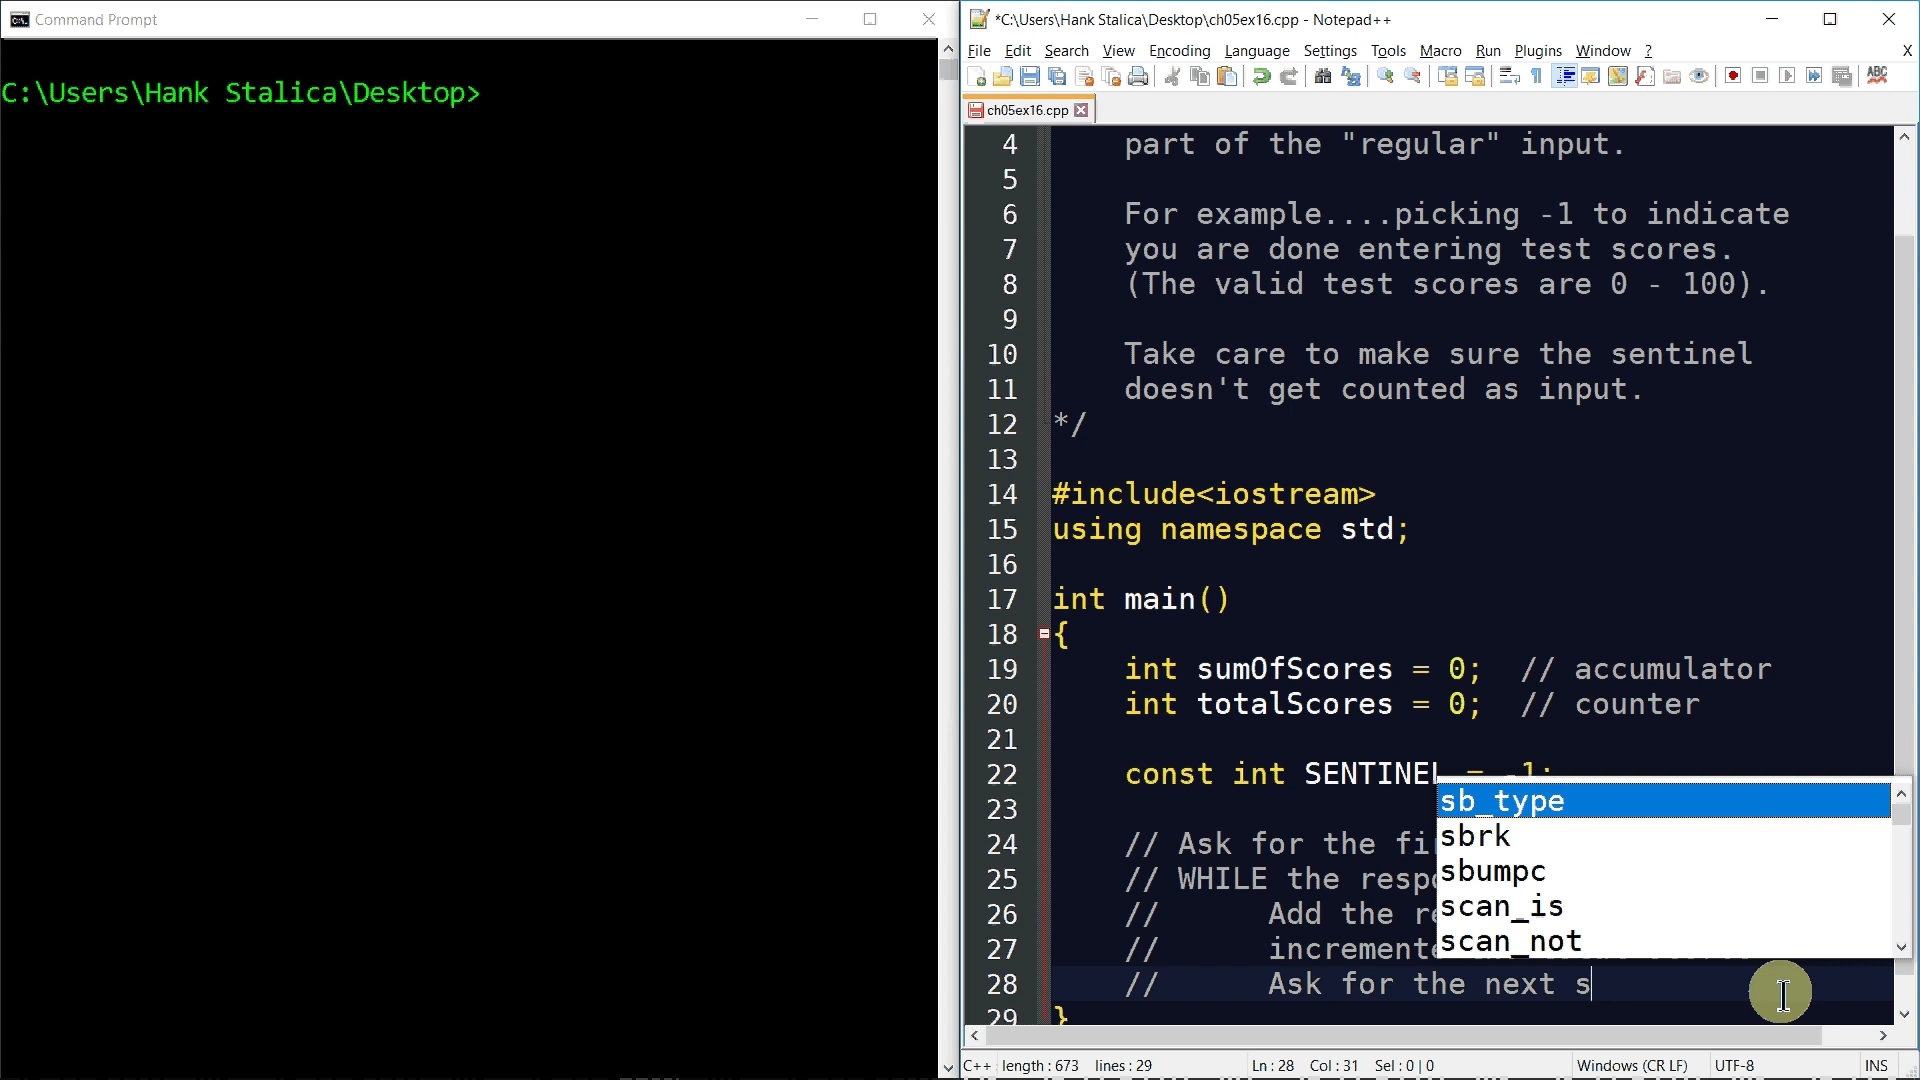 Command Prompt
C:\Users\Hank Stalica\Desktop>
*C:\Users\Hank Stalica\Desktop\ch05ex16.cpp - Notepad++
File Edit Search View Encoding Language Settings Tools Macro Run Plugins Window ? X
ch05ex16.cpp
4 part of the "regular" input.
5
6 For example....picking -1 to indicate
7 you are done entering test scores.
8 (The valid test scores are 0 - 100).
9
10 Take care to make sure the sentinel
11 doesn't get counted as input.
12 */
13
14 #include<iostream>
15 using namespace std;
16
17 int main()
18 {
19 int sumOfScores = 0; // accumulator
20 int totalScores = 0; // counter
21
22 const int SENTINEL = -1;
23
24 // Ask for the fi
25 // WHILE the resp
26 // Add the re
27 // incremente
28 // Ask for the next s
29 }
sb_type
sbrk
sbumpc
scan_is
scan_not
C++ length : 673 lines : 29 Ln : 28 Col : 31 Sel : 0 | 0 Windows (CR LF) UTF-8 INS